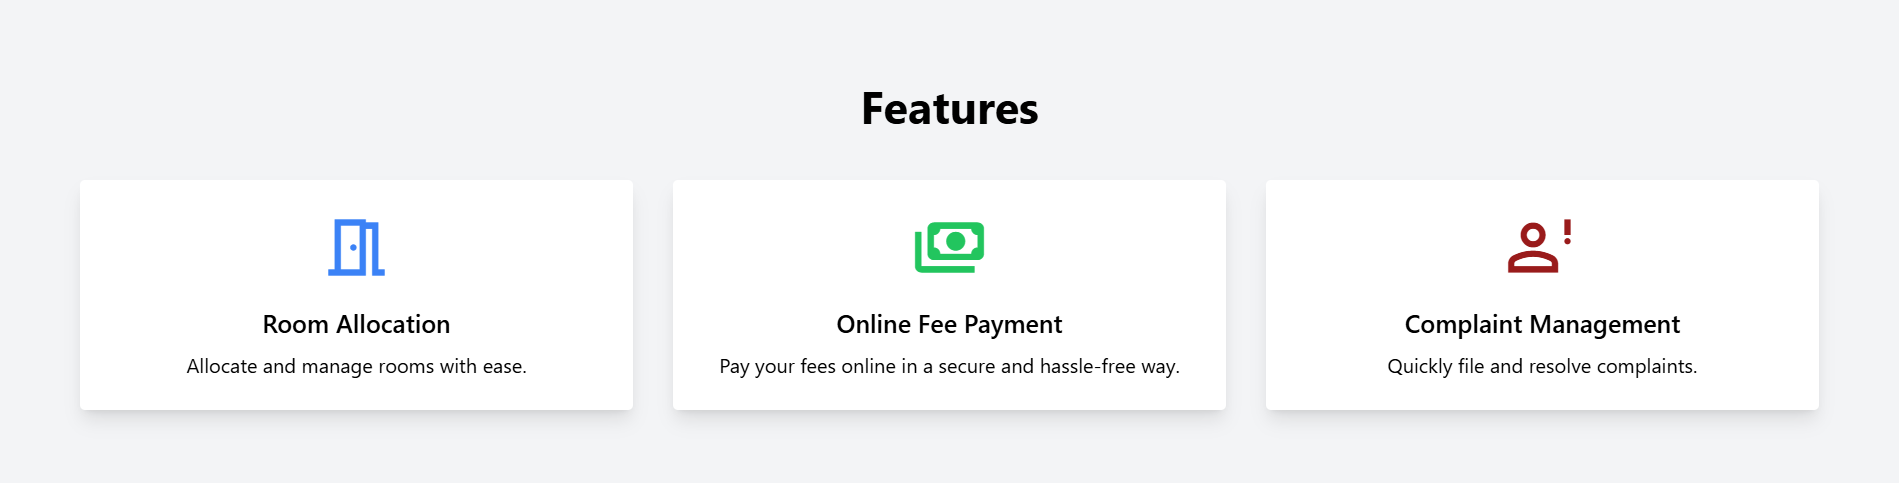 Features
Room Allocation
Allocate and manage rooms with ease.
Online Fee Payment
Pay your fees online in a secure and hassle-free way.
Complaint Management
Quickly file and resolve complaints.